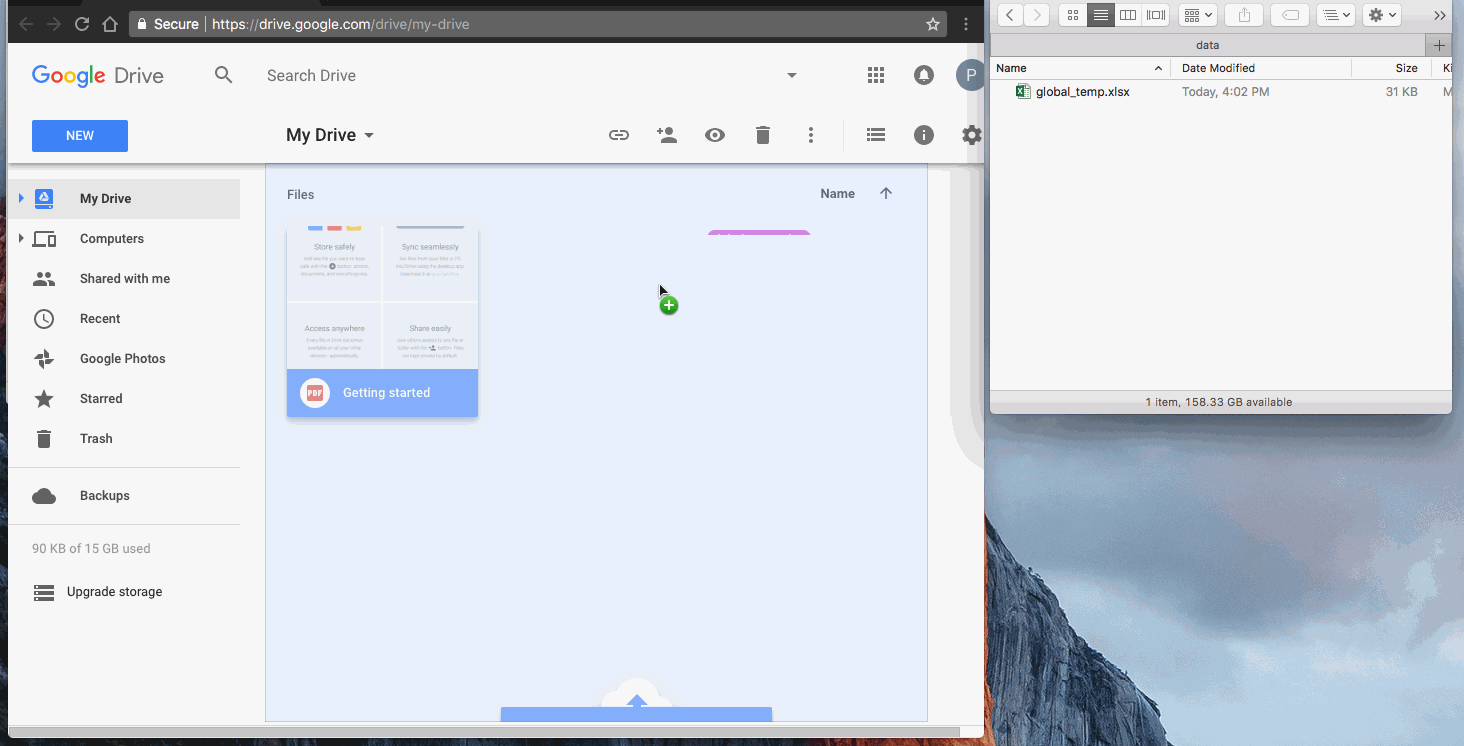 Secure | https://drive.google.com/drive/my-drive
Google Drive
Search Drive
P
NEW
My Drive
My Drive
Computers
Shared with me
Recent
Google Photos
Starred
Trash
Backups
90 KB of 15 GB used
Upgrade storage
Files
Name
Store safely
Sync seamlessly
Access anywhere
Share easily
PDF
Getting started
data
Name
Date Modified
Size
Ki
global_temp.xlsx
Today, 4:02 PM
31 KB
M
1 item, 158.33 GB available